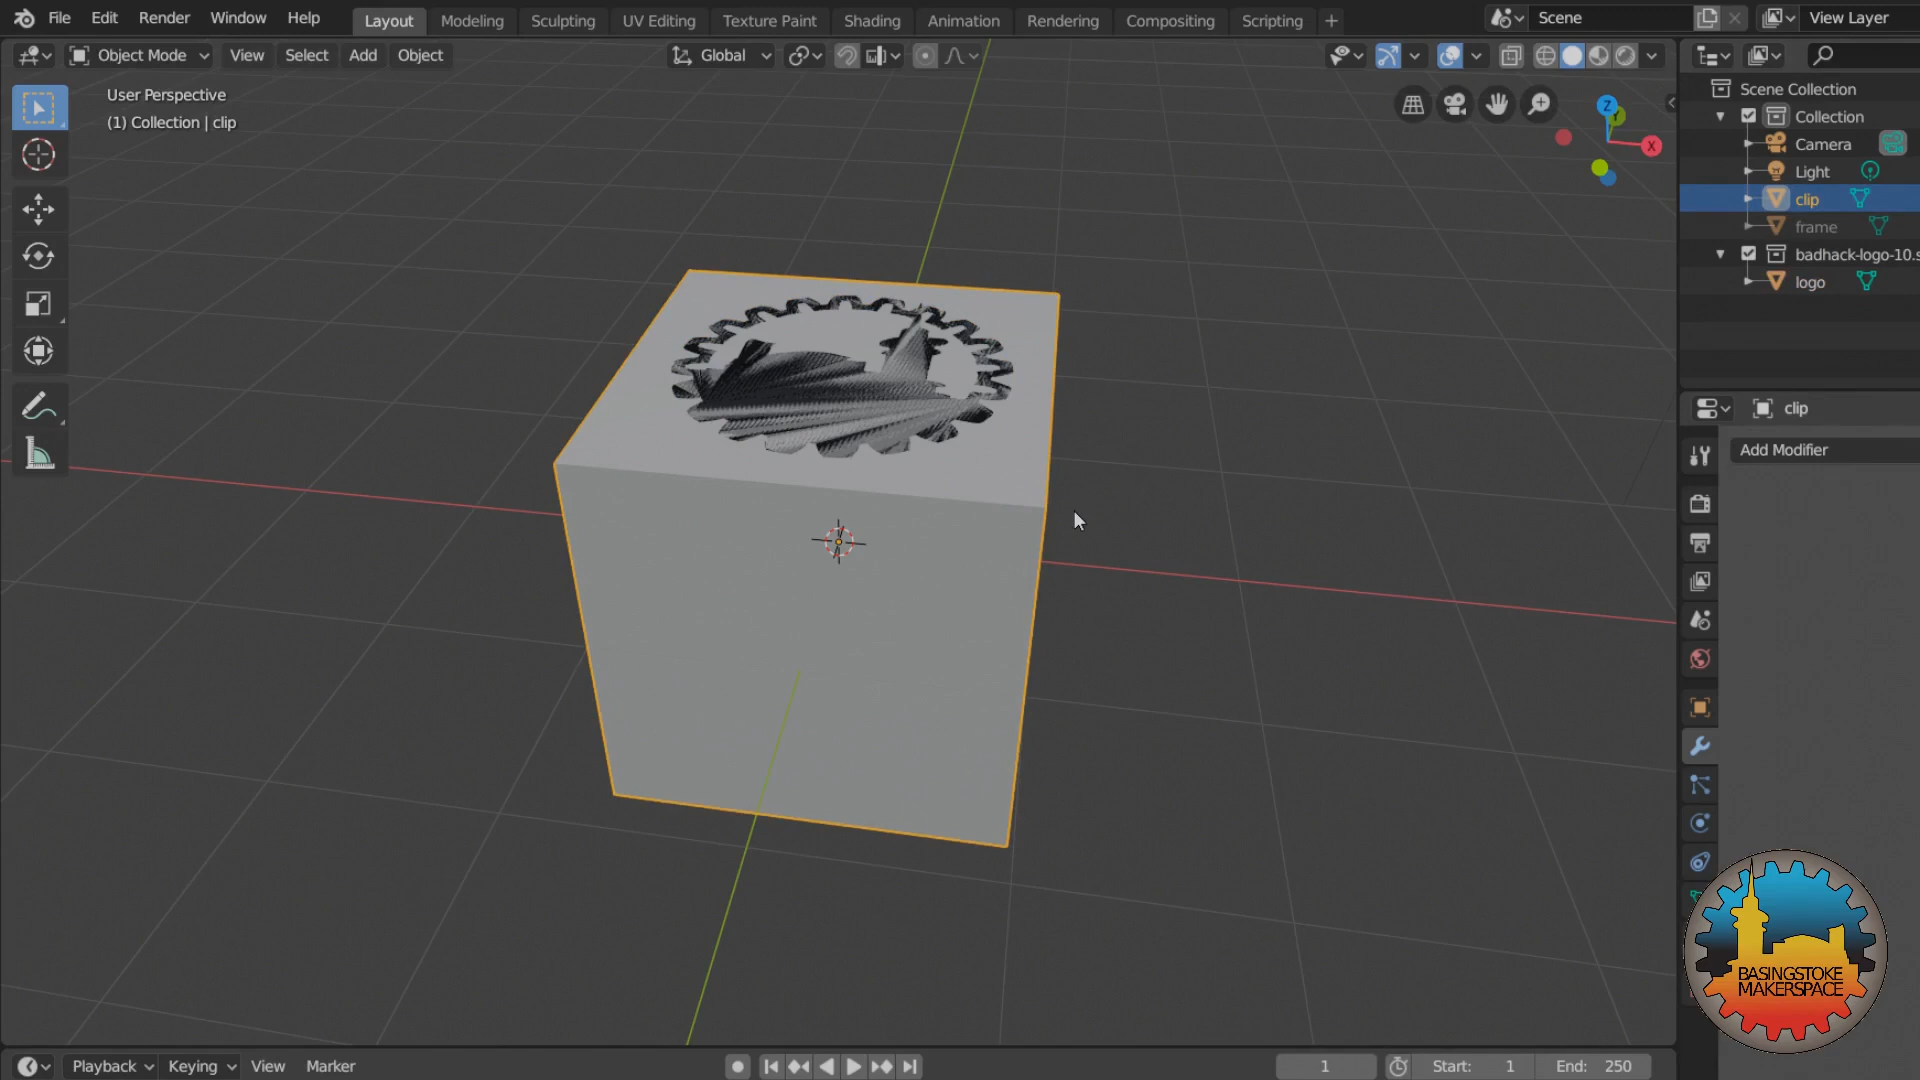 File Edit Render Window Help Layout Modeling Sculpting UV Editing Texture Paint Shading Animation Rendering Compositing Scripting + Scene View Layer
Object Mode View Select Add Object Global
User Perspective
(1) Collection | clip
Z
X
Scene Collection
Collection
Camera
Light
clip
frame
badhack-logo-10.s
logo
clip
Add Modifier
BASINGSTOKE
MAKERSPACE
Playback Keying View Marker 1 Start: 1 End: 250